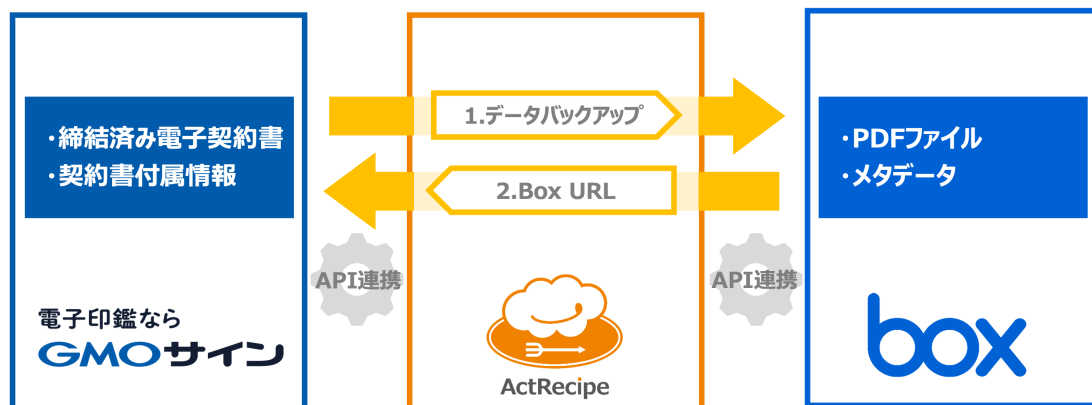 ・締結済み電子契約書
・契約書付属情報
電子印鑑なら
GMOサイン
1.データバックアップ
2.Box URL
API連携
API連携
ActRecipe
・PDFファイル
・メタデータ
box